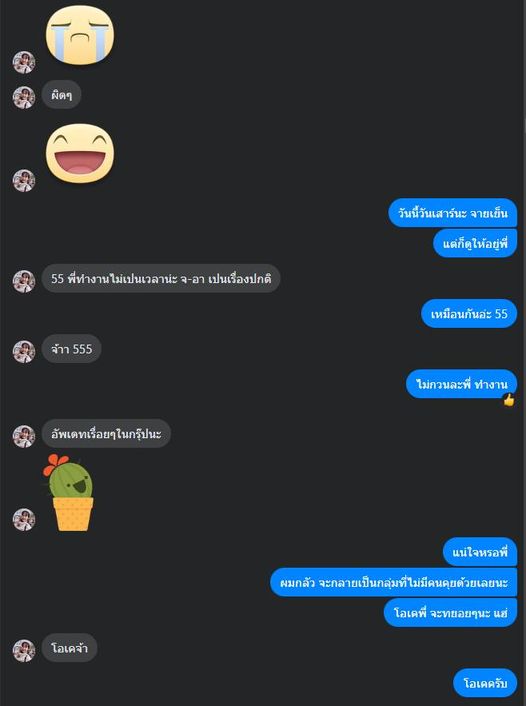 ผิดๆ
วันนี้วันเสาร์นะ จายเย็น
แต่ก็ดูให้อยู่พี่
55 พี่ทำงานไม่เปนเวลาน่ะ จ-อา เปนเรื่องปกติ
เหมือนกันอ่ะ 55
จ้าา 555
ไม่กวนละพี่ ทำงาน
อัพเดทเรื่อยๆในกรุ๊ปนะ
แน่ใจหรอพี่
ผมกลัว จะกลายเป็นกลุ่มที่ไม่มีคนคุยด้วยเลยนะ
โอเคพี่ จะทยอยๆนะ แฮ่
โอเคจ้า
โอเคครับ